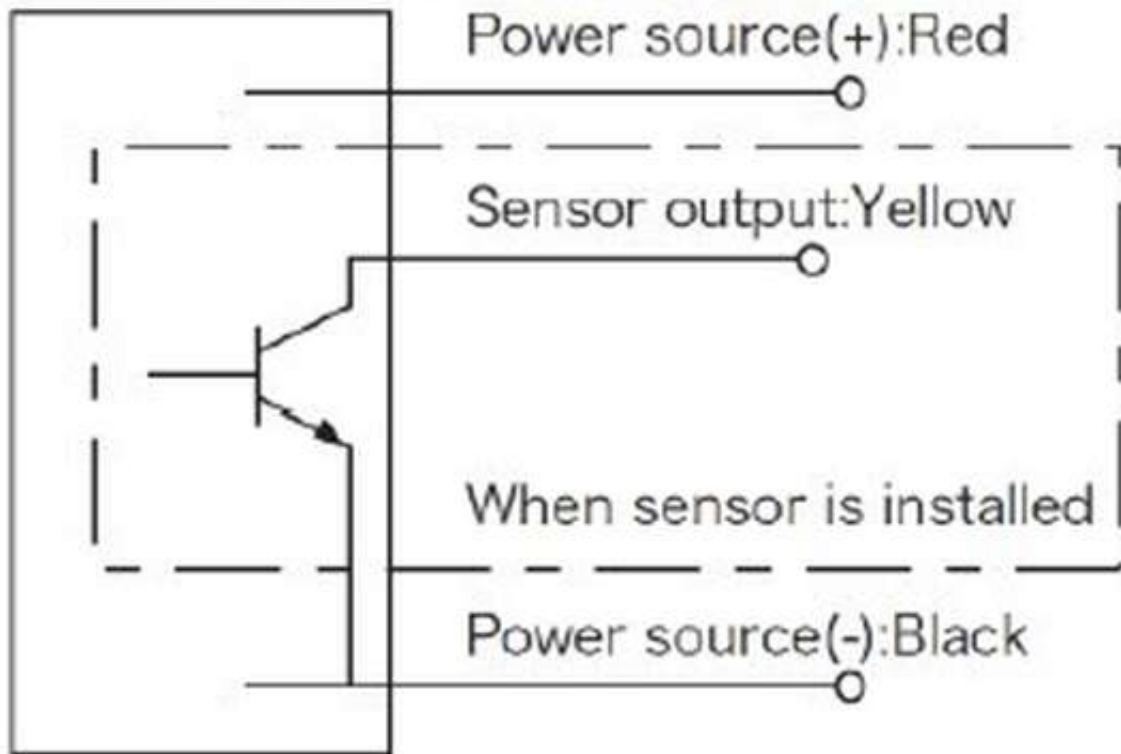 Power source(+):Red
Sensor output:Yellow
When sensor is installed
Power source(-):Black